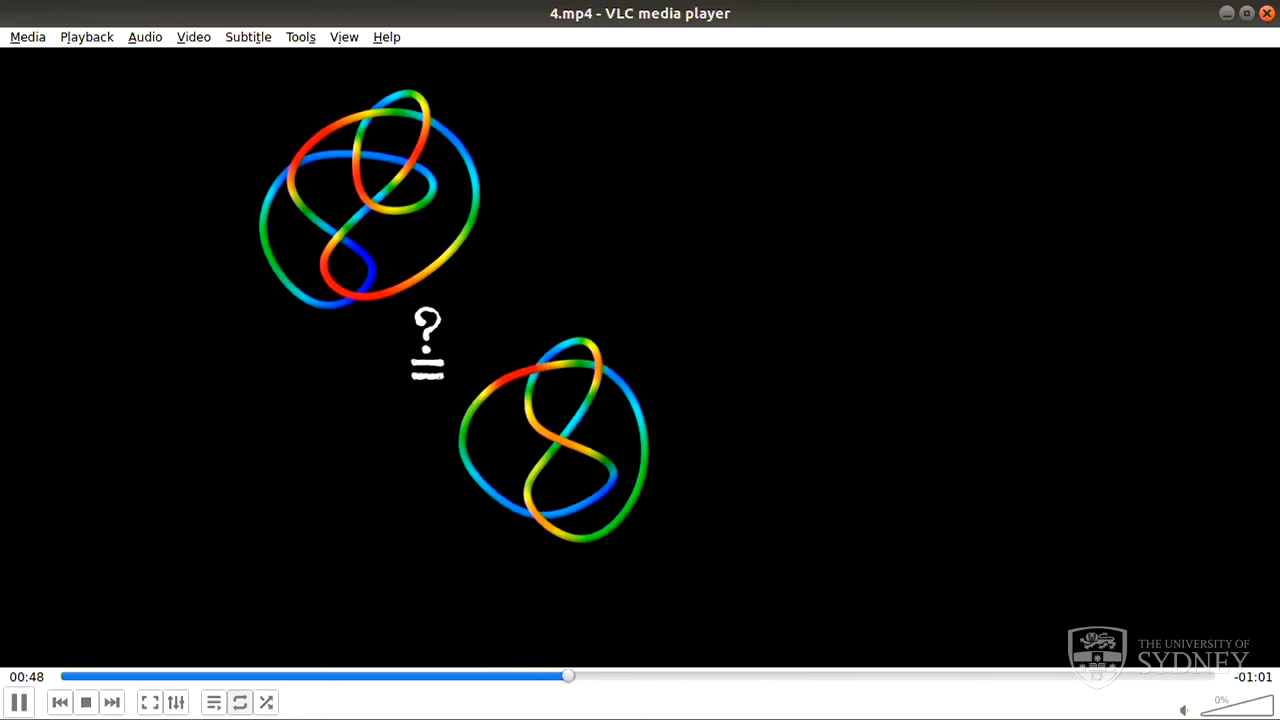 4.mp4 - VLC media player
Media Playback Audio Video Subtitle Tools View Help
?
=
THE UNIVERSITY OF
SYDNEY
00:48
-01:01
0%